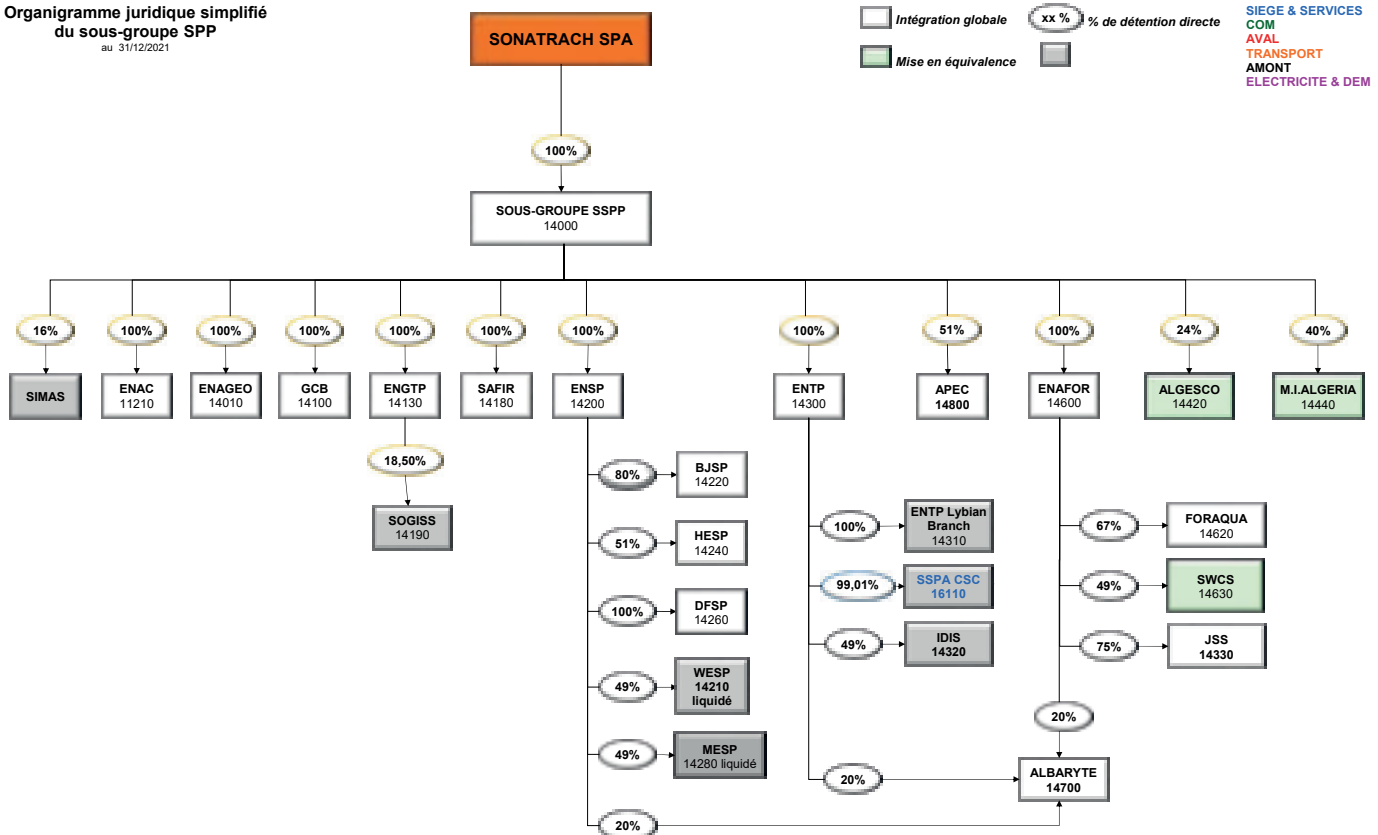 Organigramme juridique simplifié
du sous-groupe SPP
au 31/12/2021
SONATRACH SPA
Intégration globale
xx %
% de détention directe
Mise en équivalence
SIEGE & SERVICES
COM
AVAL
TRANSPORT
AMONT
ELECTRICITE & DEM
100%
SOUS-GROUPE SSPP
14000
16%
100%
100%
100%
100%
100%
100%
100%
51%
100%
24%
40%
SIMAS
ENAC
11210
ENAGEO
14010
GCB
14100
ENGTP
14130
SAFIR
14180
ENSP
14200
ENTP
14300
APEC
14800
ENAFOR
14600
ALGESCO
14420
M.I.ALGERIA
14440
18,50%
SOGISS
14190
80%
BJSP
14220
51%
HESP
14240
100%
DFSP
14260
49%
WESP
14210
liquidé
49%
MESP
14280 liquidé
20%
100%
ENTP Lybian
Branch
14310
99,01%
SSPA CSC
16110
49%
IDIS
14320
20%
67%
FORAQUA
14620
49%
SWCS
14630
75%
JSS
14330
20%
ALBARYTE
14700